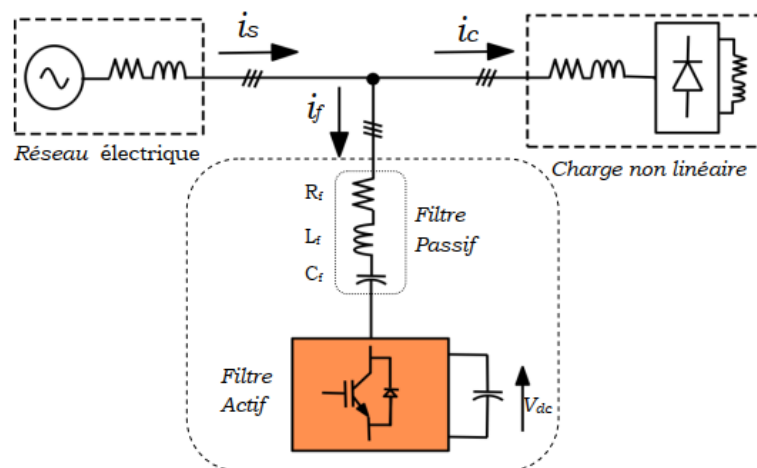 is
ic
if
Réseau électrique
Charge non linéaire
Rf
Filtre
Passif
Lf
Cf
Filtre
Actif
Vdc